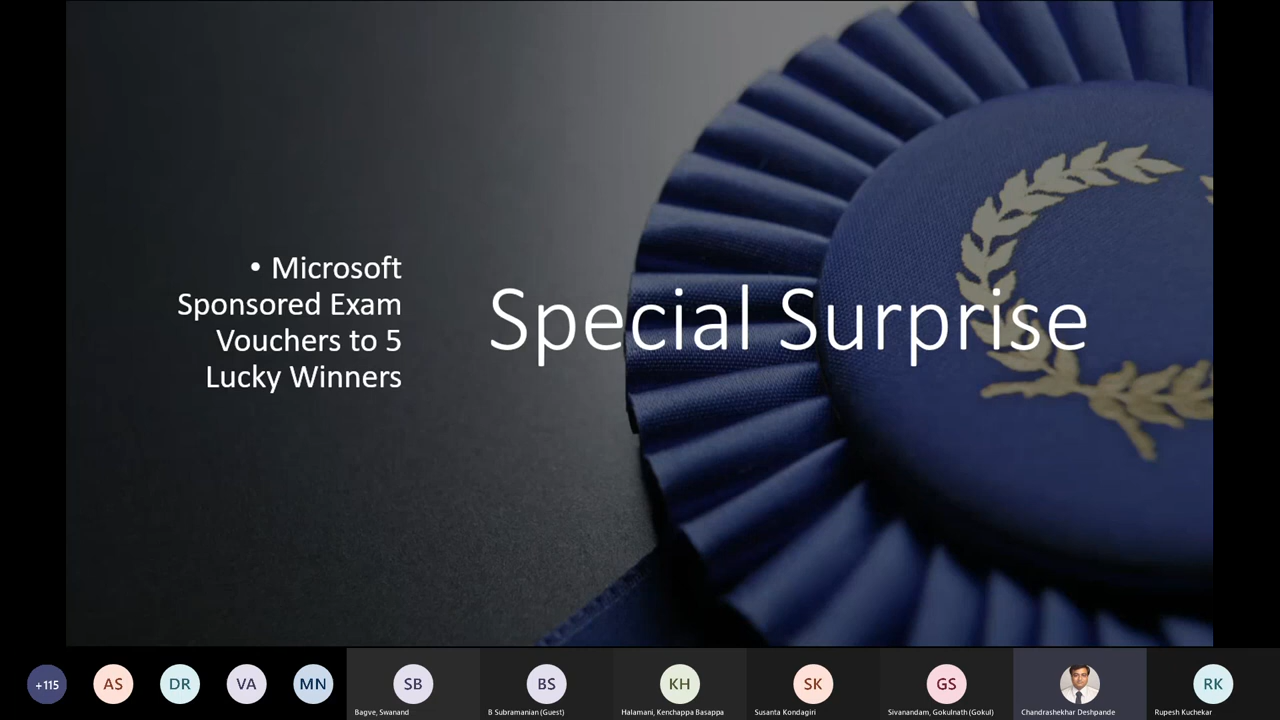 • Microsoft
Sponsored Exam
Vouchers to 5
Lucky Winners
Special Surprise
+115
AS
DR
VA
MN
SB
BS
KH
SK
GS
RK
Bagve, Swanand
B Subramanian (Guest)
Halamani, Kenchappa Basappa
Susanta Kondagiri
Sivanandam, Gokulnath (Gokul)
Chandrashekhar Deshpande
Rupesh Kuchekar